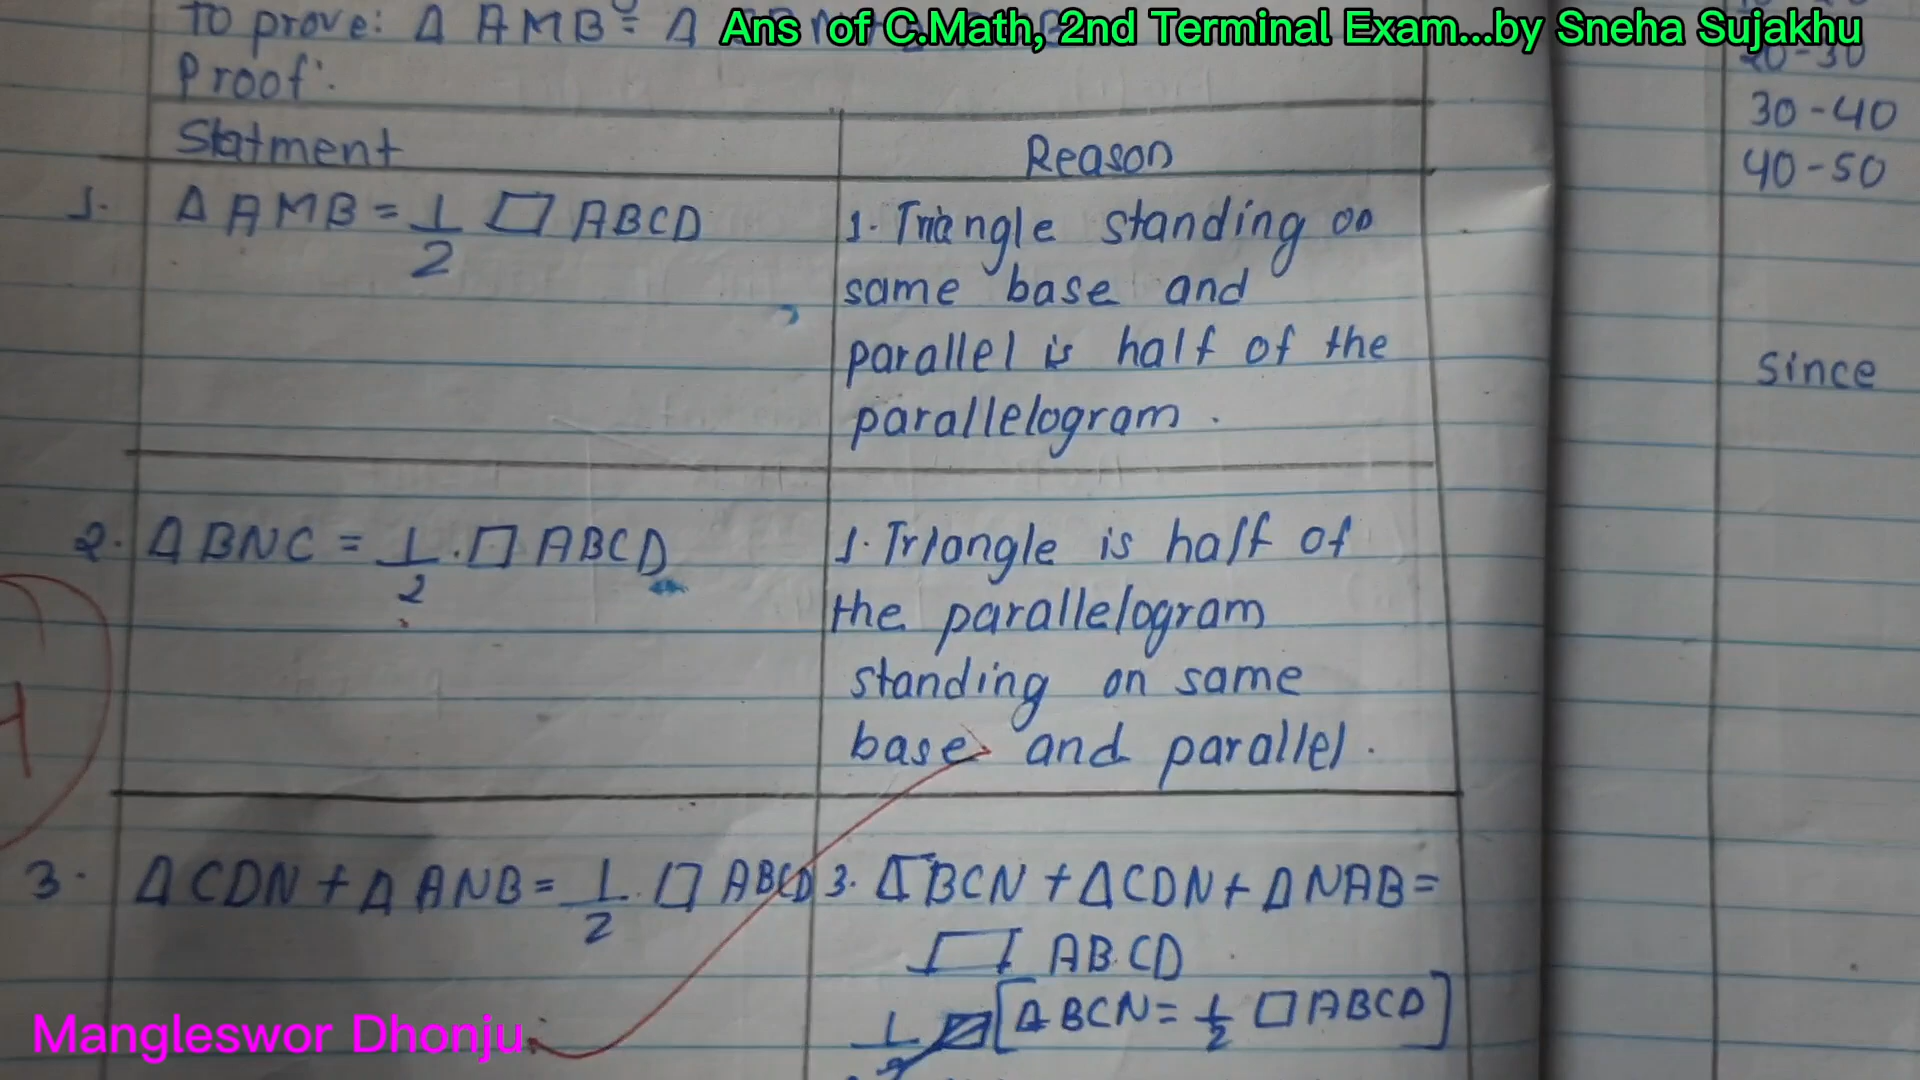 Ans of C.Math, 2nd Terminal Exam...by Sneha Sujakhu
To prove: Δ AMB = Δ
Proof:
Statment Reason
1. Δ AMB = 1/2 ▱ ABCD
1. Triangle standing on
same base and
parallel is half of the
parallelogram.
2. Δ BNC = 1/2 . ▱ ABCD
1. Triangle is half of
the parallelogram
standing on same
base and parallel.
3. Δ CDN + Δ ANB = 1/2 . ▱ ABCD
3. Δ BCN + Δ CDN + Δ NAB =
▱ ABCD
[Δ BCN = 1/2 ▱ ABCD]
20-30
30-40
40-50
since
Mangleswor Dhonju